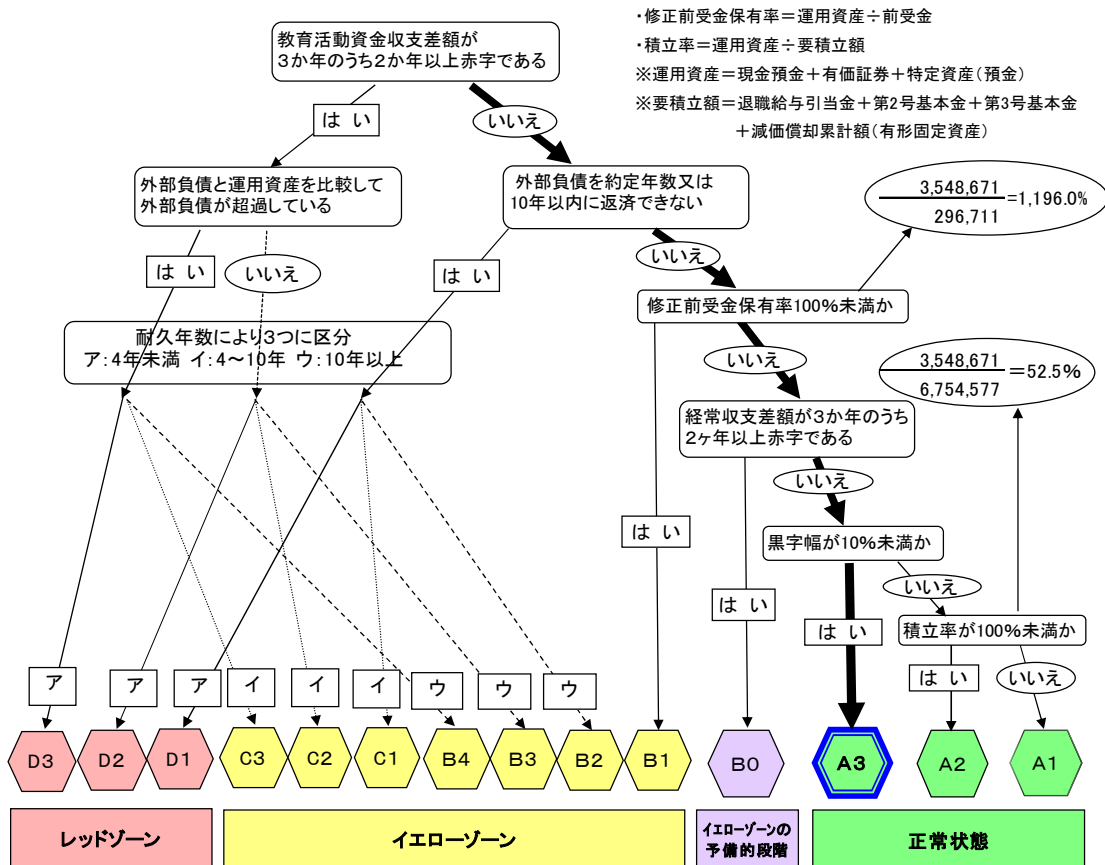 ・修正前受金保有率＝運用資産÷前受金
・積立率＝運用資産÷要積立額
※運用資産＝現金預金＋有価証券＋特定資産（預金）
※要積立額＝退職給与引当金＋第2号基本金＋第3号基本金
＋減価償却累計額（有形固定資産）
教育活動資金収支差額が
3か年のうち2か年以上赤字である
は い
いいえ
外部負債と運用資産を比較して
外部負債が超過している
外部負債を約定年数又は
10年以内に返済できない
3,548,671
296,711
＝1,196.0%
は い
いいえ
は い
いいえ
修正前受金保有率100%未満か
耐久年数により3つに区分
ア：4年未満 イ：4～10年 ウ：10年以上
いいえ
3,548,671
6,754,577
＝52.5%
経常収支差額が3か年のうち
2ヶ年以上赤字である
いいえ
は い
黒字幅が10%未満か
いいえ
は い
は い
積立率が100%未満か
は い
いいえ
ア
ア
ア
イ
イ
イ
ウ
ウ
ウ
D3
D2
D1
C3
C2
C1
B4
B3
B2
B1
B0
A3
A2
A1
レッドゾーン
イエローゾーン
イエローゾーンの
予備的段階
正常状態